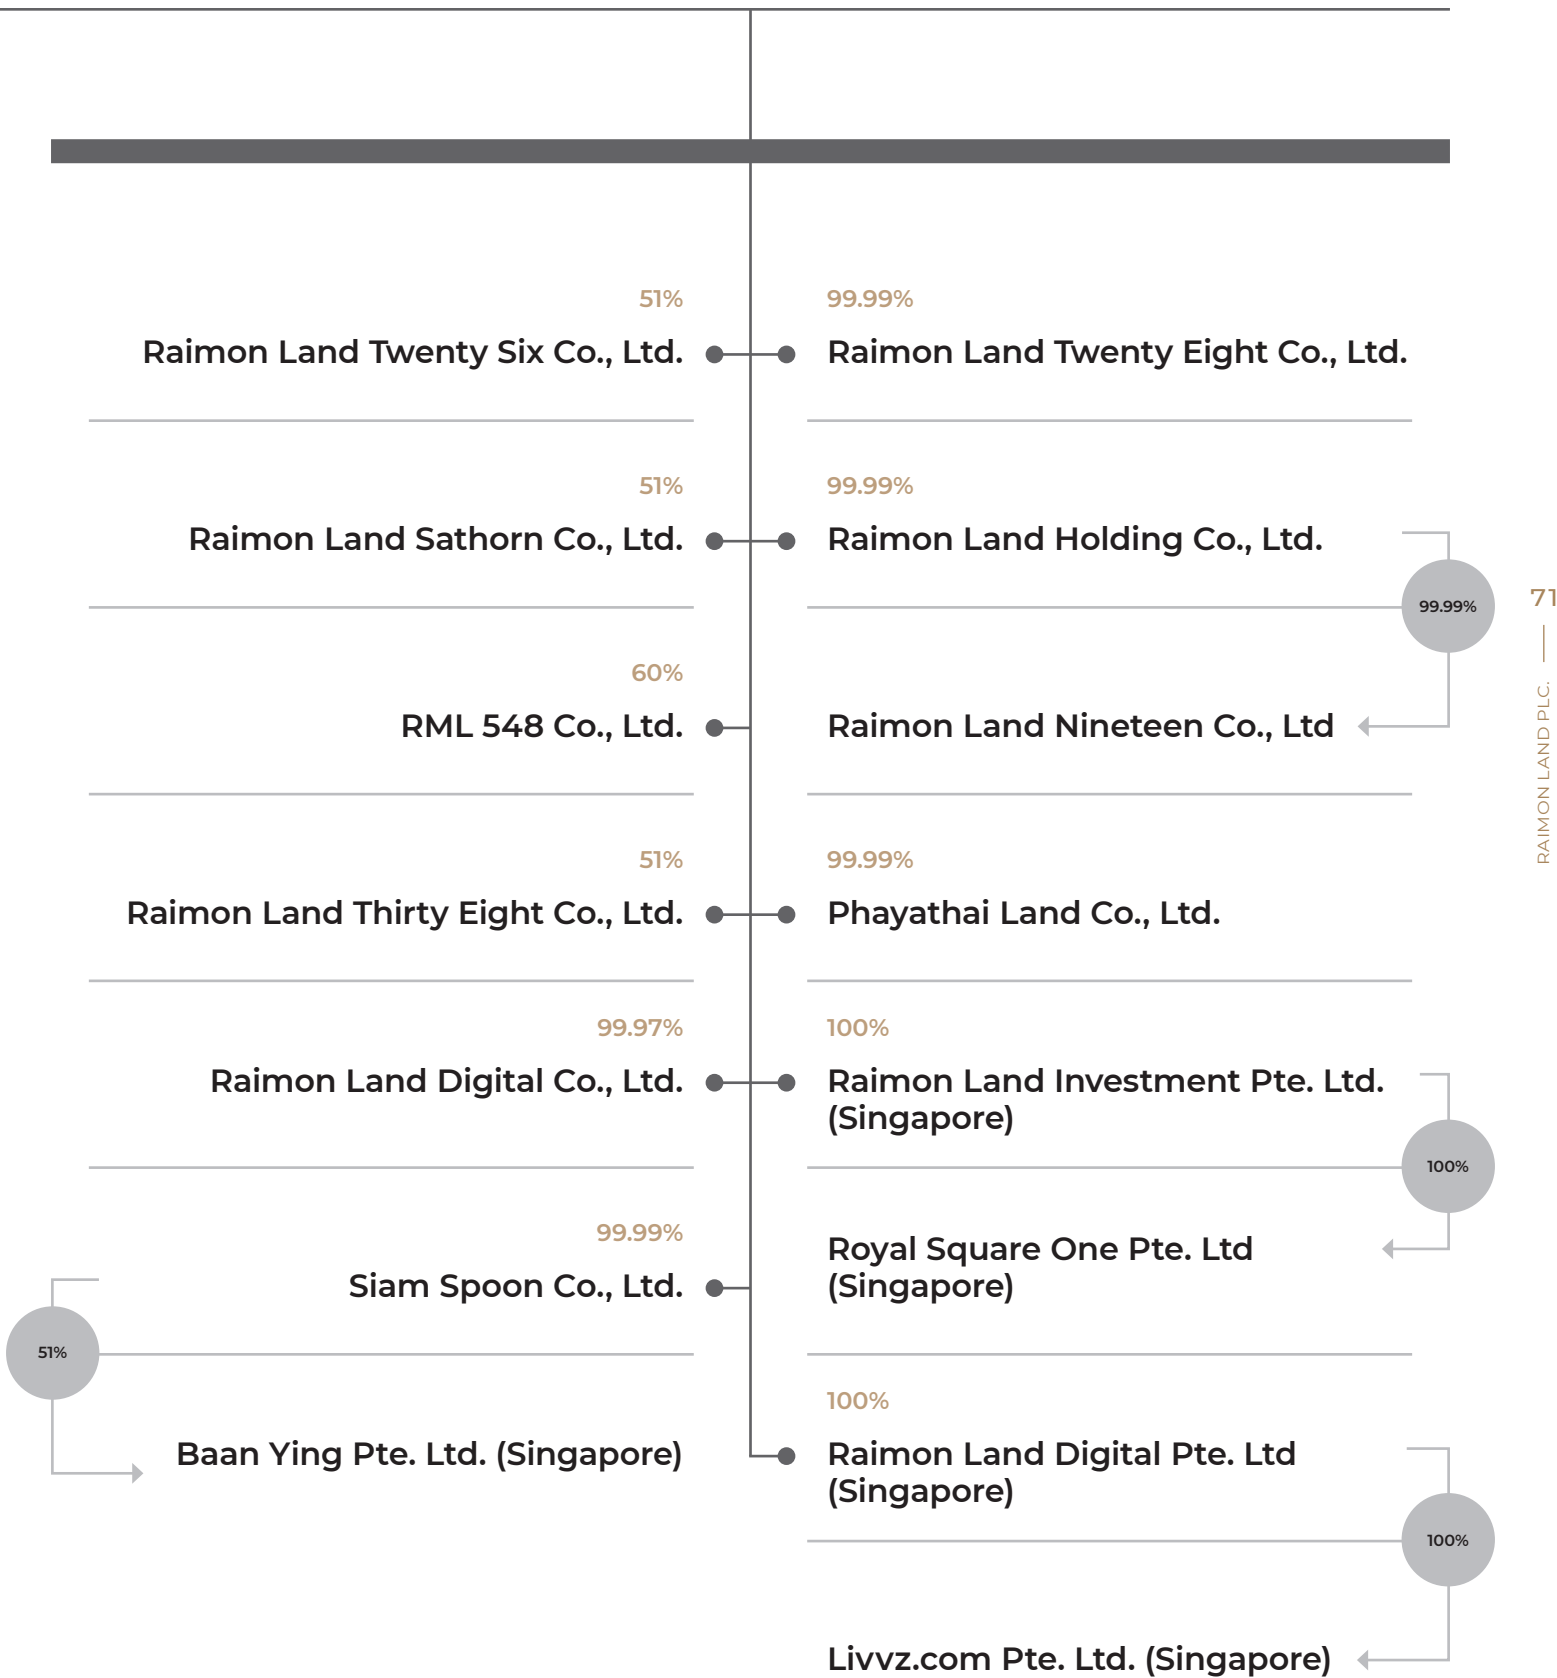 51%
Raimon Land Twenty Six Co., Ltd.
99.99%
Raimon Land Twenty Eight Co., Ltd.
51%
Raimon Land Sathorn Co., Ltd.
99.99%
Raimon Land Holding Co., Ltd.
99.99%
60%
RML 548 Co., Ltd.
Raimon Land Nineteen Co., Ltd
51%
Raimon Land Thirty Eight Co., Ltd.
99.99%
Phayathai Land Co., Ltd.
99.97%
Raimon Land Digital Co., Ltd.
100%
Raimon Land Investment Pte. Ltd.
(Singapore)
100%
99.99%
Siam Spoon Co., Ltd.
Royal Square One Pte. Ltd
(Singapore)
51%
Baan Ying Pte. Ltd. (Singapore)
100%
Raimon Land Digital Pte. Ltd
(Singapore)
100%
Livvz.com Pte. Ltd. (Singapore)
71
RAIMON LAND PLC.